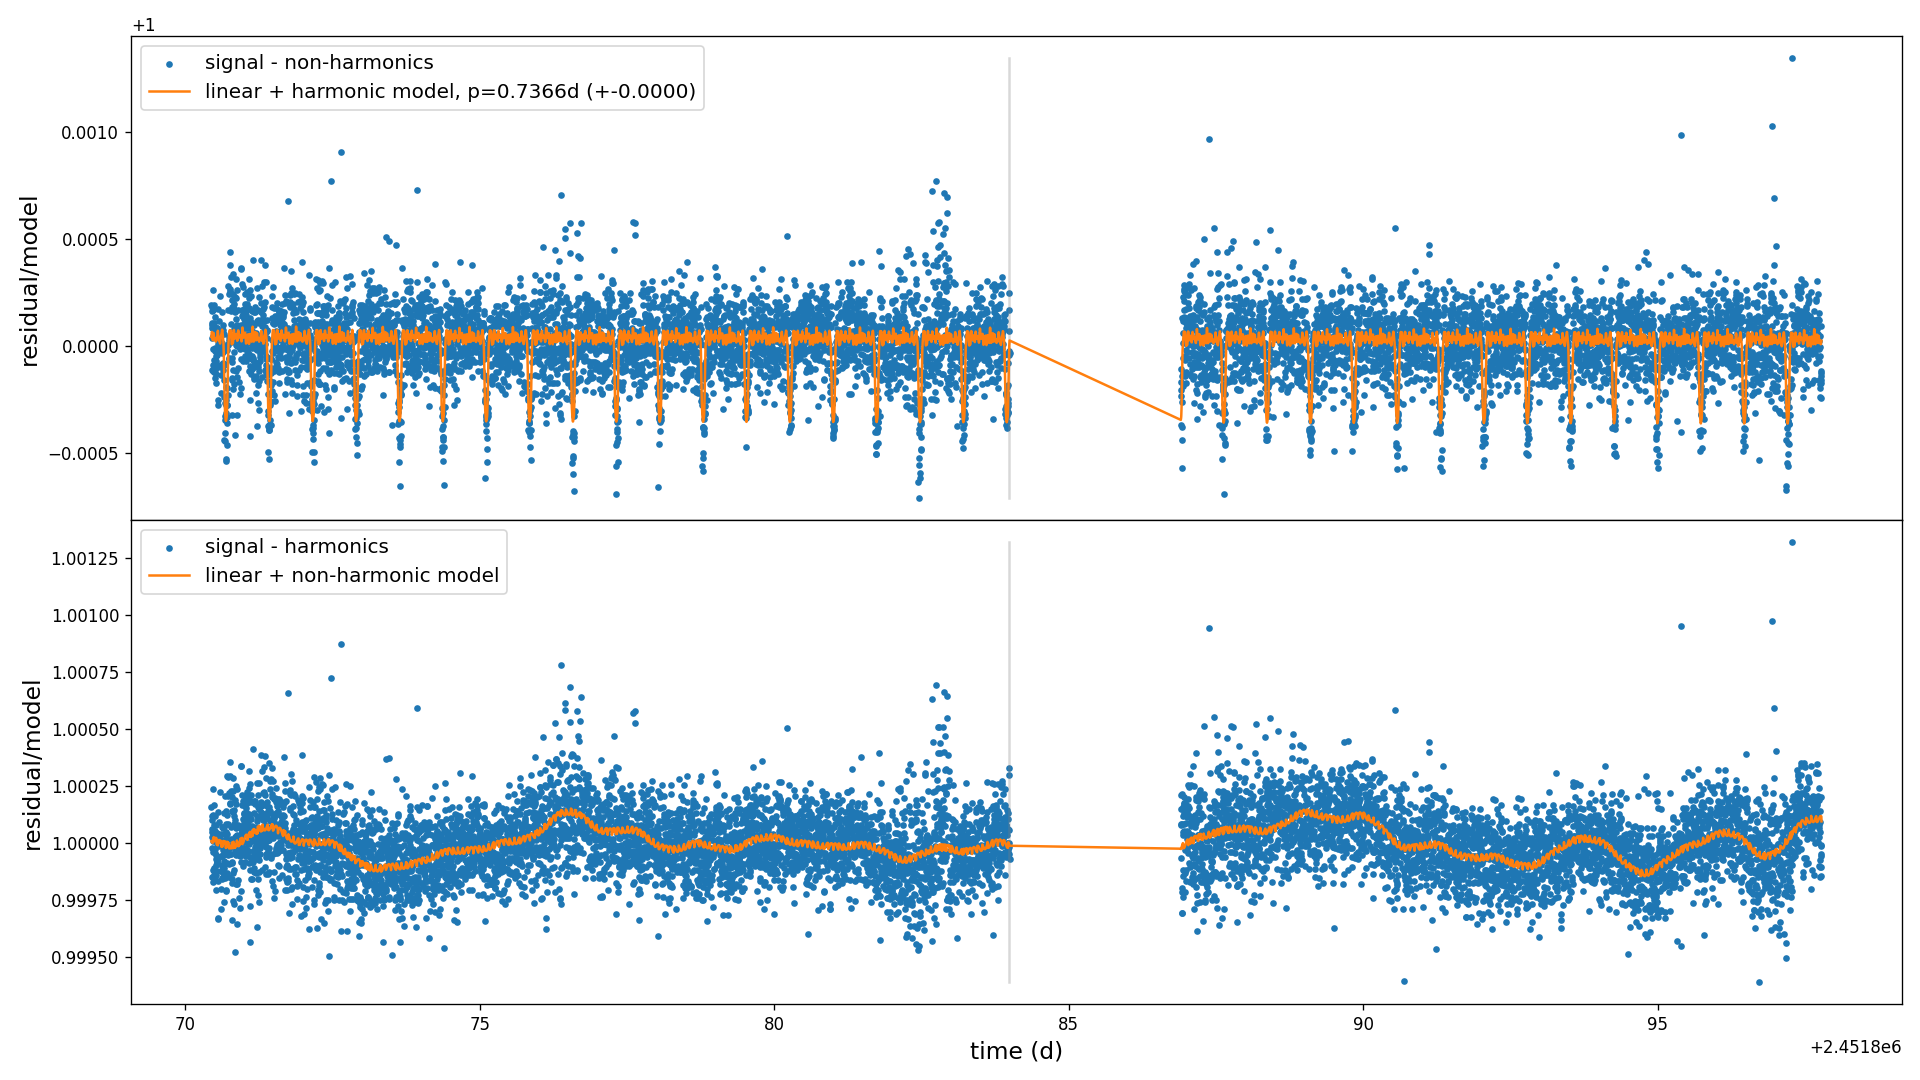 +1
signal - non-harmonics
linear + harmonic model, p=0.7366d (+-0.0000)
0.0010
0.0005
0.0000
−0.0005
residual/model
signal - harmonics
linear + non-harmonic model
1.00125
1.00100
1.00075
1.00050
1.00025
1.00000
0.99975
0.99950
residual/model
70 75 80 85 90 95
time (d)
+2.4518e6